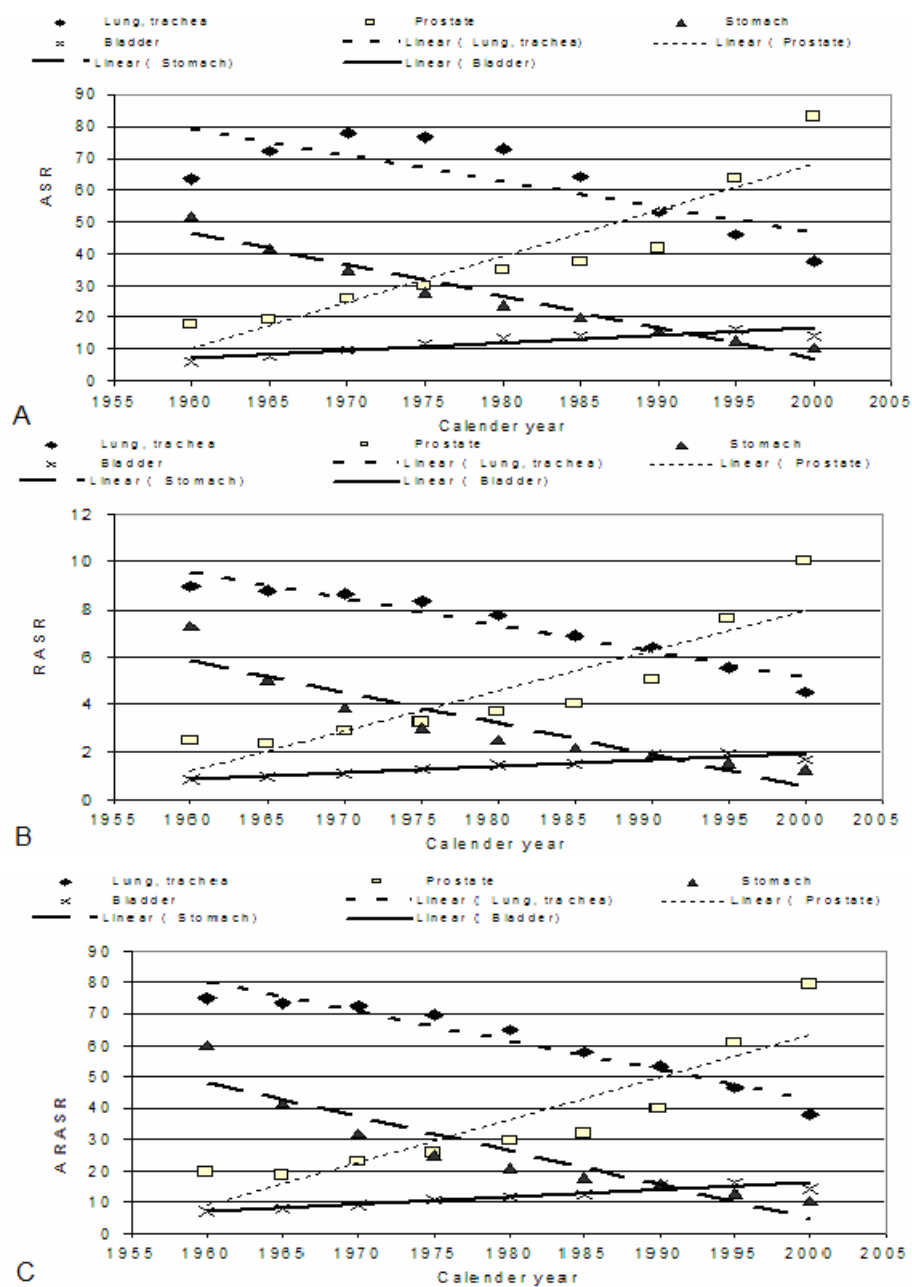 Lung, trachea Prostate Stomach
Bladder Linear ( Lung, trachea) Linear ( Prostate)
Linear ( Stomach) Linear ( Bladder)
90
80
70
60
50
40
30
20
10
0
ASR
1955 1960 1965 1970 1975 1980 1985 1990 1995 2000 2005
A Calender year
Lung, trachea Prostate Stomach
Bladder Linear ( Lung, trachea) Linear ( Prostate)
Linear ( Stomach) Linear ( Bladder)
12
10
8
6
4
2
0
RASR
1955 1960 1965 1970 1975 1980 1985 1990 1995 2000 2005
B Calender year
Lung, trachea Prostate Stomach
Bladder Linear ( Lung, trachea) Linear ( Prostate)
Linear ( Stomach) Linear ( Bladder)
90
80
70
60
50
40
30
20
10
0
ARASR
1955 1960 1965 1970 1975 1980 1985 1990 1995 2000 2005
C Calender year